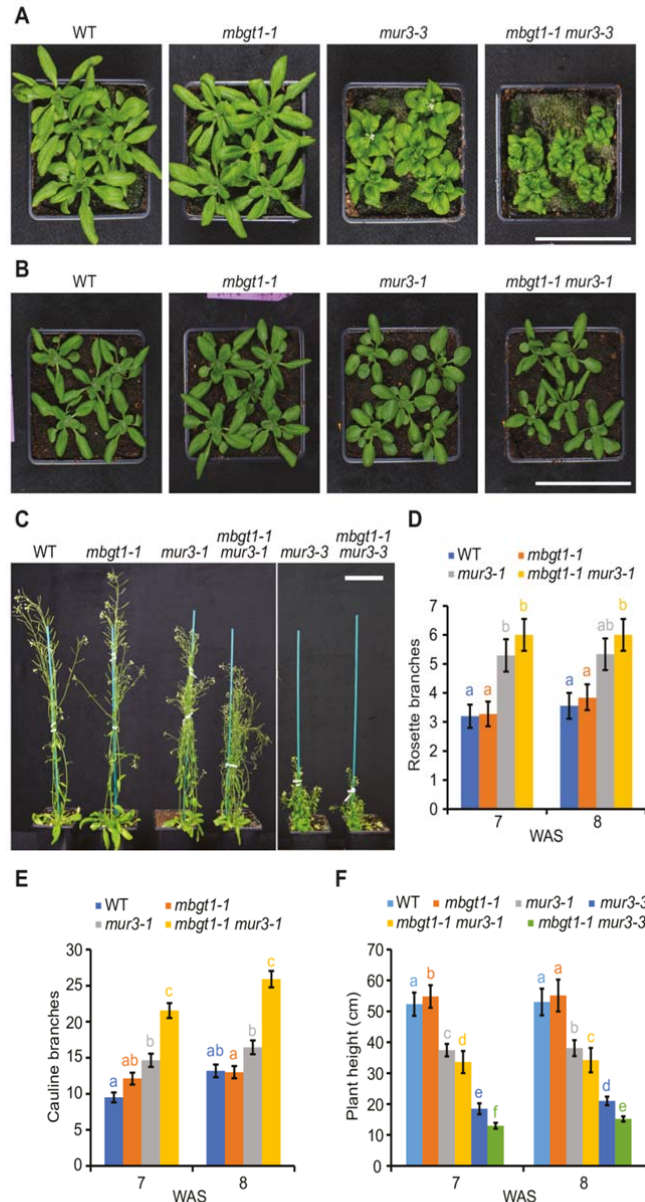 A
WT mbgt1-1 mur3-3 mbgt1-1 mur3-3
B
WT mbgt1-1 mur3-1 mbgt1-1 mur3-1
C
WT mbgt1-1 mur3-1 mbgt1-1 mur3-1 mur3-3 mbgt1-1 mur3-3
D
WT mbgt1-1
mur3-1 mbgt1-1 mur3-1
Rosette branches
7
6
5
4
3
2
1
0
a a b b a a ab b
7 8
WAS
E
WT mbgt1-1
mur3-1 mbgt1-1 mur3-1
Cauline branches
30
25
20
15
10
5
0
a ab b c ab a b c
7 8
WAS
F
WT mbgt1-1 mur3-1 mur3-3
mbgt1-1 mur3-1 mbgt1-1 mur3-3
Plant height (cm)
70
60
50
40
30
20
10
0
a b c d e f a a b c d e
7 8
WAS